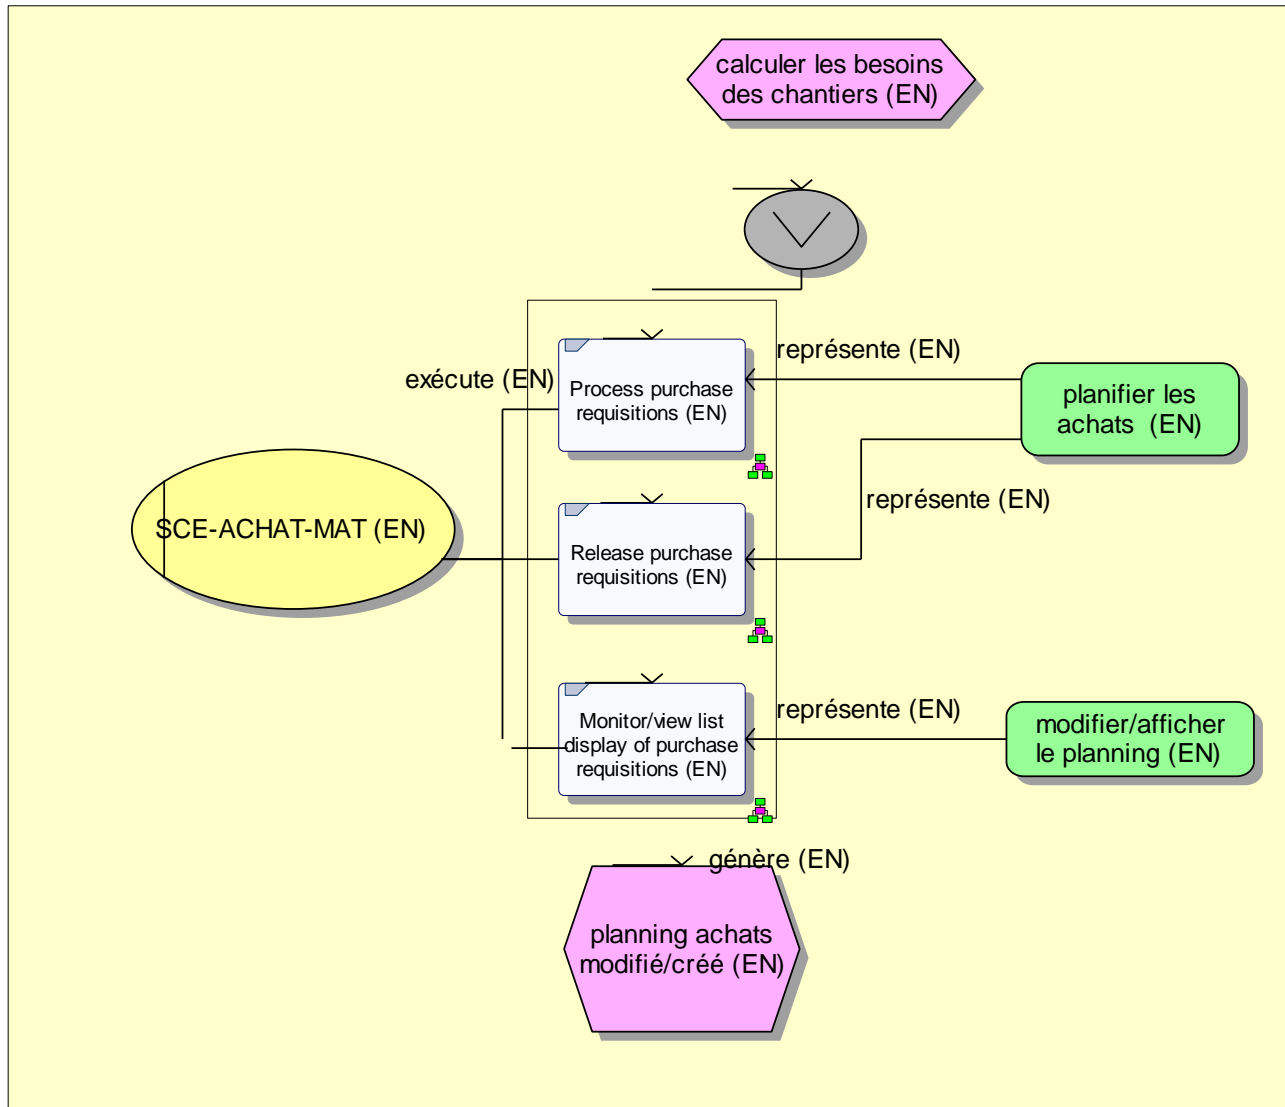 calculer les besoins
des chantiers (EN)
représente (EN)
exécute (EN)
Process purchase
requisitions (EN)
planifier les
achats  (EN)
représente (EN)
SCE-ACHAT-MAT (EN)
Release purchase
requisitions (EN)
représente (EN)
Monitor/view list
display of purchase
requisitions (EN)
modifier/afficher
le planning (EN)
génère (EN)
planning achats
modifié/créé (EN)